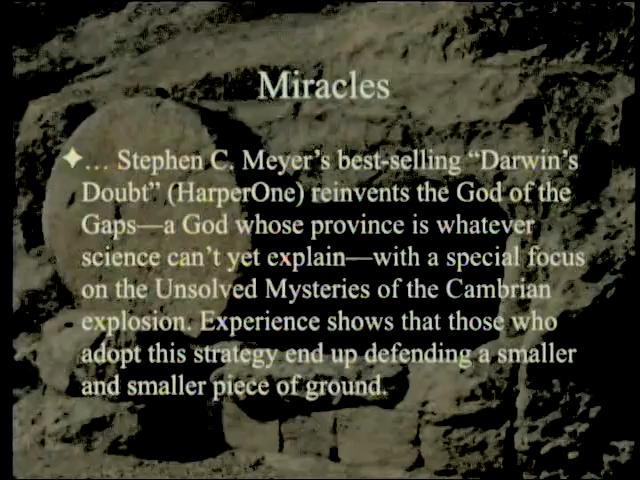 Miracles
… Stephen C. Meyer's best-selling “Darwin's
Doubt” (HarperOne) reinvents the God of the
Gaps—a God whose province is whatever
science can't yet explain—with a special focus
on the Unsolved Mysteries of the Cambrian
explosion. Experience shows that those who
adopt this strategy end up defending a smaller
and smaller piece of ground.